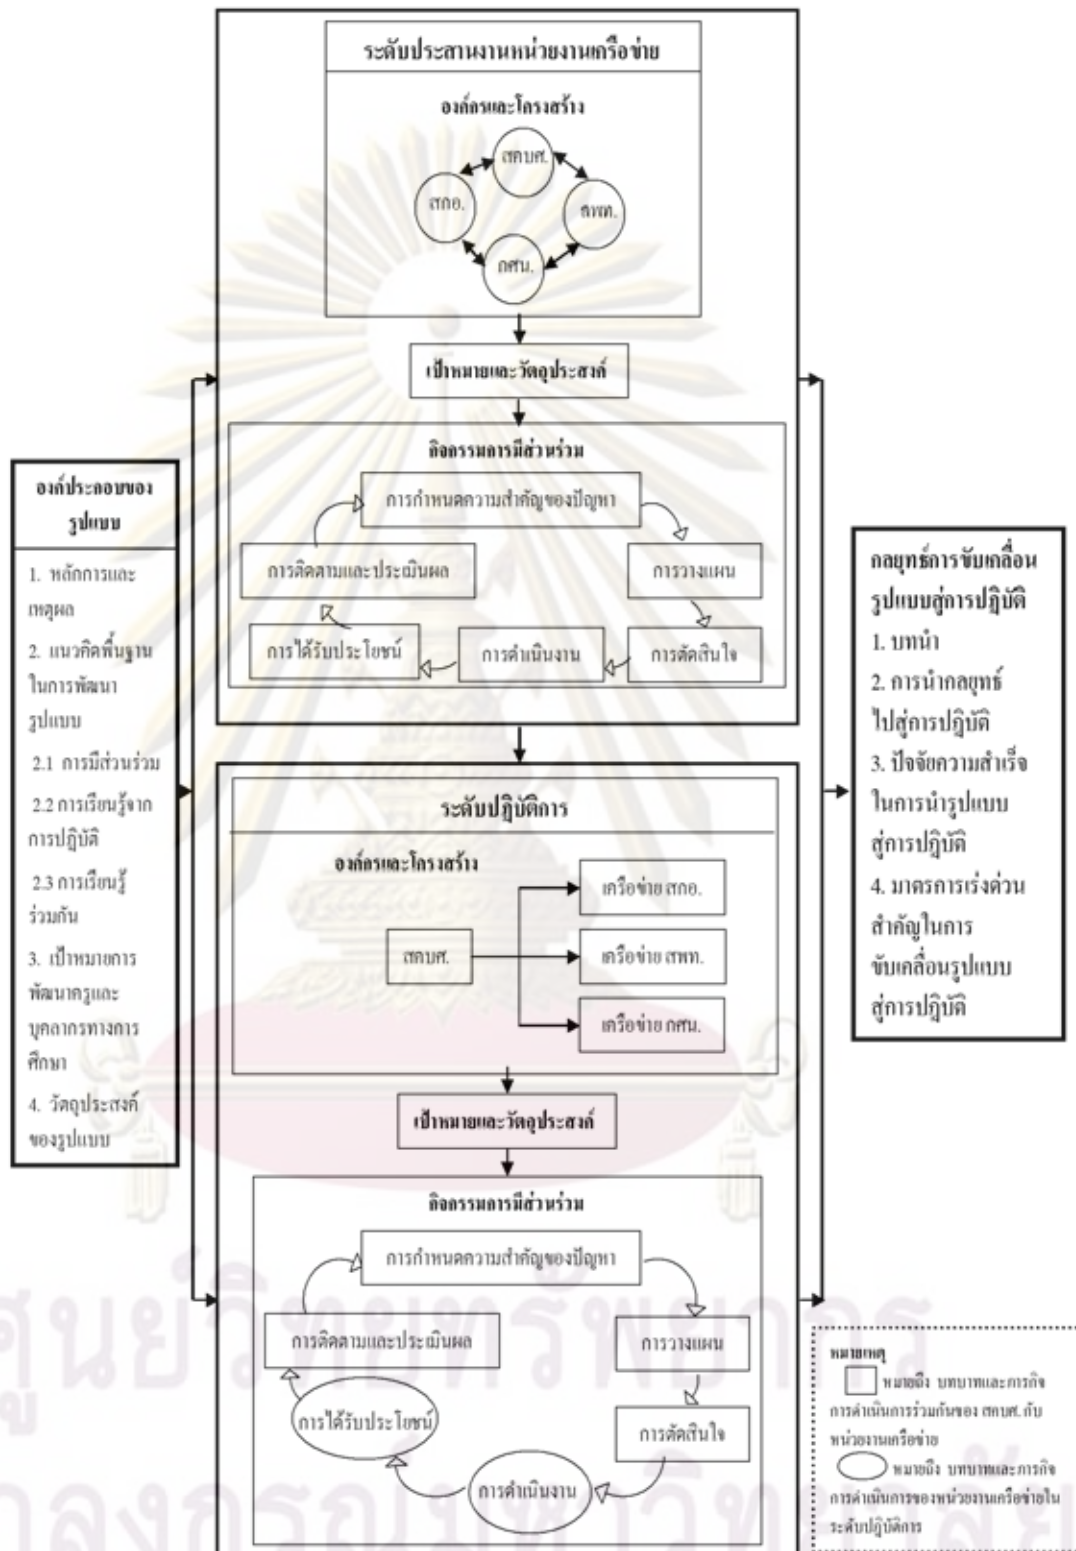 ระดับประสานงานหน่วยงานเครือข่าย
องค์กรและโครงสร้าง
สคบศ.
สกอ.
สพท.
กศน.
เป้าหมายและวัตถุประสงค์
กิจกรรมการมีส่วนร่วม
การกำหนดความสำคัญของปัญหา
การติดตามและประเมินผล
การวางแผน
การได้รับประโยชน์
การดำเนินงาน
การตัดสินใจ
องค์ประกอบของ
รูปแบบ
1. หลักการและ
เหตุผล
2. แนวคิดพื้นฐาน
ในการพัฒนา
รูปแบบ
2.1 การมีส่วนร่วม
2.2 การเรียนรู้จาก
การปฏิบัติ
2.3 การเรียนรู้
ร่วมกัน
3. เป้าหมายการ
พัฒนาครูและ
บุคลากรทางการ
ศึกษา
4. วัตถุประสงค์
ของรูปแบบ
ระดับปฏิบัติการ
องค์กรและโครงสร้าง
สคบศ.
เครือข่าย สกอ.
เครือข่าย สพท.
เครือข่าย กศน.
เป้าหมายและวัตถุประสงค์
กิจกรรมการมีส่วนร่วม
การกำหนดความสำคัญของปัญหา
การติดตามและประเมินผล
การวางแผน
การได้รับประโยชน์
การตัดสินใจ
การดำเนินงาน
กลยุทธ์การขับเคลื่อน
รูปแบบสู่การปฏิบัติ
1. บทนำ
2. การนำกลยุทธ์
ไปสู่การปฏิบัติ
3. ปัจจัยความสำเร็จ
ในการนำรูปแบบ
สู่การปฏิบัติ
4. มาตรการเร่งด่วน
สำคัญในการ
ขับเคลื่อนรูปแบบ
สู่การปฏิบัติ
หมายเหตุ
หมายถึง บทบาทและภารกิจ
การดำเนินการร่วมกันของ สคบศ. กับ
หน่วยงานเครือข่าย
หมายถึง บทบาทและภารกิจ
การดำเนินการของหน่วยงานเครือข่ายใน
ระดับปฏิบัติการ
ศูนย์วิทยทรัพยากร